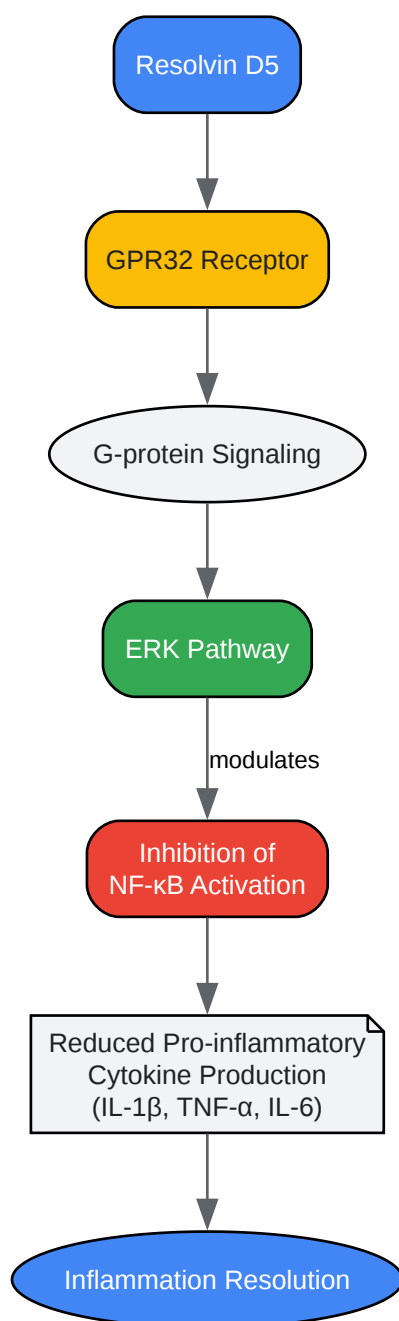 Resolvin D5
GPR32 Receptor
G-protein Signaling
ERK Pathway
modulates
Inhibition of
NF-κB Activation
Reduced Pro-inflammatory
Cytokine Production
(IL-1β, TNF-α, IL-6)
Inflammation Resolution